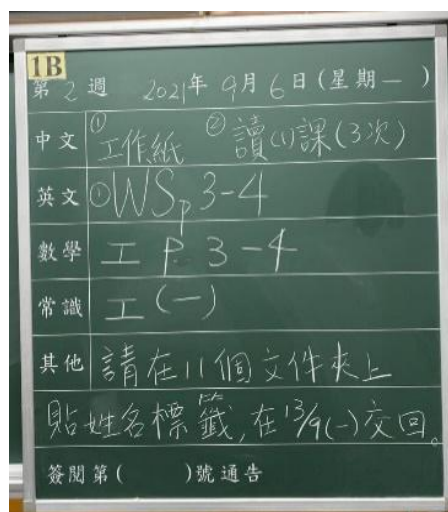 1B
第2週 2021年9月6日(星期一)
中文 ①工作紙 ②讀(1)課(3次)
英文 ①WS p 3-4
數學 工 P. 3-4
常識 工(一)
其他 請在11個文件夾上
貼姓名標籤,在13/9(一)交回。
簽閱第( )號通告